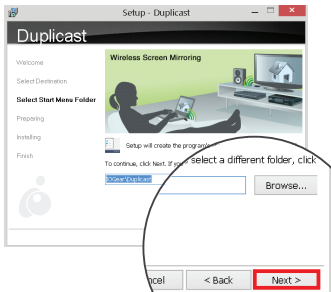 Setup - Duplicast
Duplicast
Welcome
Select Destination
Select Start Menu Folder
Preparing
Installing
Finish
Wireless Screen Mirroring
Setup will create the program's
To continue, click Next. If you
select a different folder, click
IOGear\Duplicast
Browse...
ncel
< Back
Next >